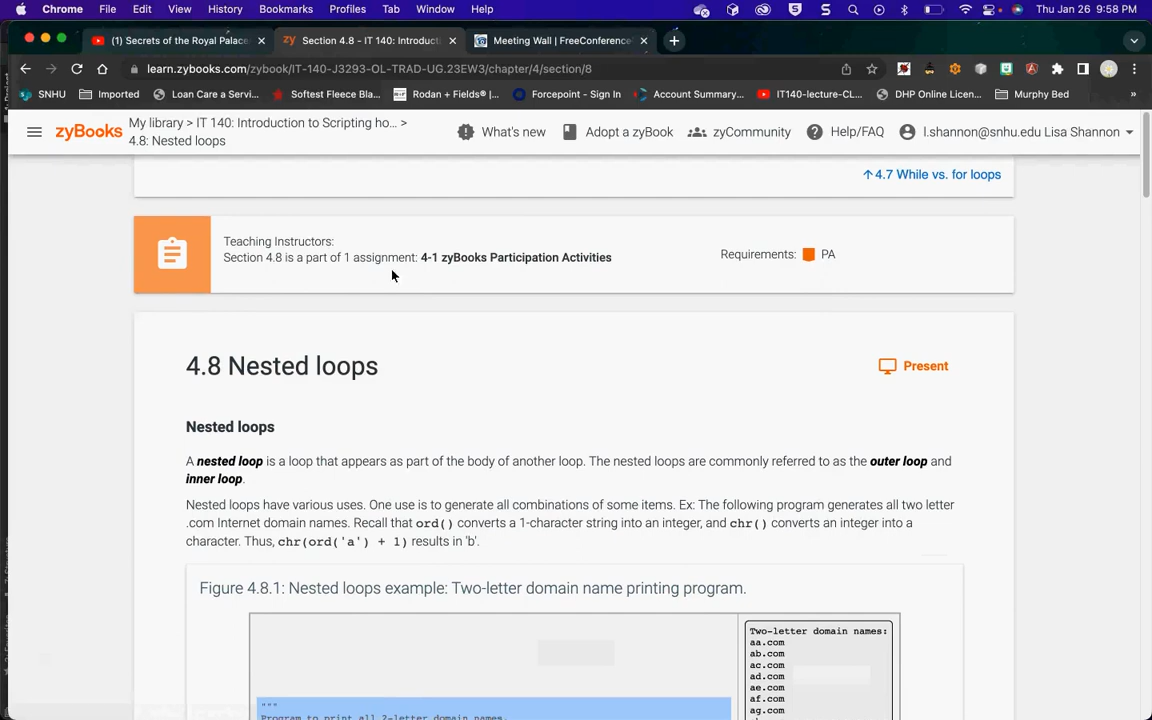 Chrome File Edit View History Bookmarks Profiles Tab Window Help Thu Jan 26 9:58 PM
(1) Secrets of the Royal Palace
Section 4.8 - IT 140: Introduct
Meeting Wall | FreeConference
learn.zybooks.com/zybook/IT-140-J3293-OL-TRAD-UG.23EW3/chapter/4/section/8
SNHU Imported Loan Care a Servi... Softest Fleece Bla... Rodan + Fields® |... Forcepoint - Sign In Account Summary... IT140-lecture-CL... DHP Online Licen... Murphy Bed »
zyBooks
My library > IT 140: Introduction to Scripting ho... >
4.8: Nested loops
What's new Adopt a zyBook zyCommunity Help/FAQ l.shannon@snhu.edu Lisa Shannon
4.7 While vs. for loops
Teaching Instructors:
Section 4.8 is a part of 1 assignment: 4-1 zyBooks Participation Activities
Requirements: PA
4.8 Nested loops
Present
Nested loops
A nested loop is a loop that appears as part of the body of another loop. The nested loops are commonly referred to as the outer loop and
inner loop.
Nested loops have various uses. One use is to generate all combinations of some items. Ex: The following program generates all two letter
.com Internet domain names. Recall that ord() converts a 1-character string into an integer, and chr() converts an integer into a
character. Thus, chr(ord('a') + 1) results in 'b'.
Figure 4.8.1: Nested loops example: Two-letter domain name printing program.
"""
Program to print all 2-letter domain names.
Two-letter domain names:
aa.com
ab.com
ac.com
ad.com
ae.com
af.com
ag.com